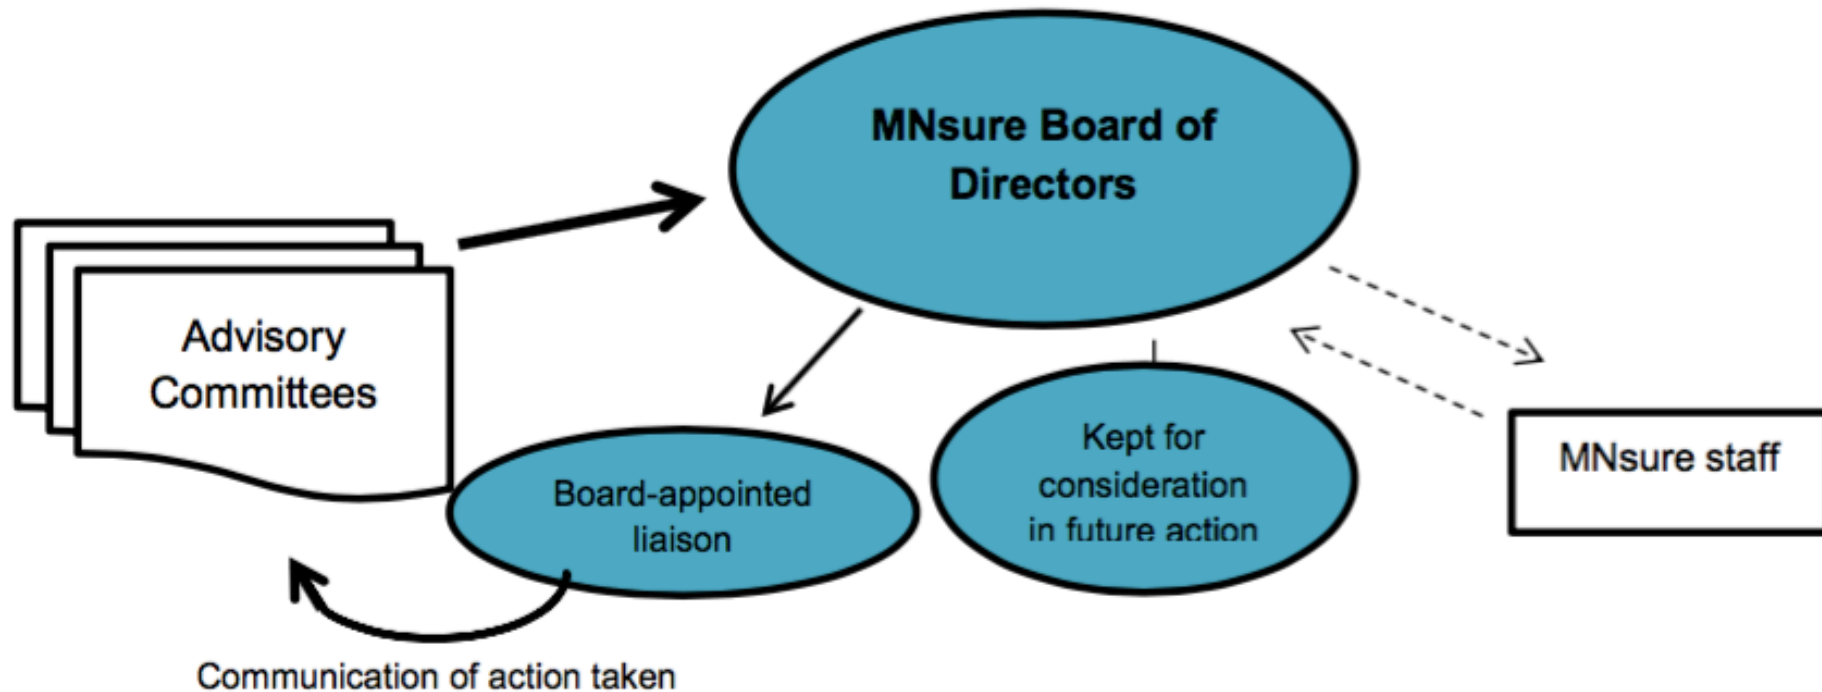 MNsure Board of
Directors
Advisory
Committees
Board-appointed
liaison
Kept for
consideration
in future action
MNsure staff
Communication of action taken